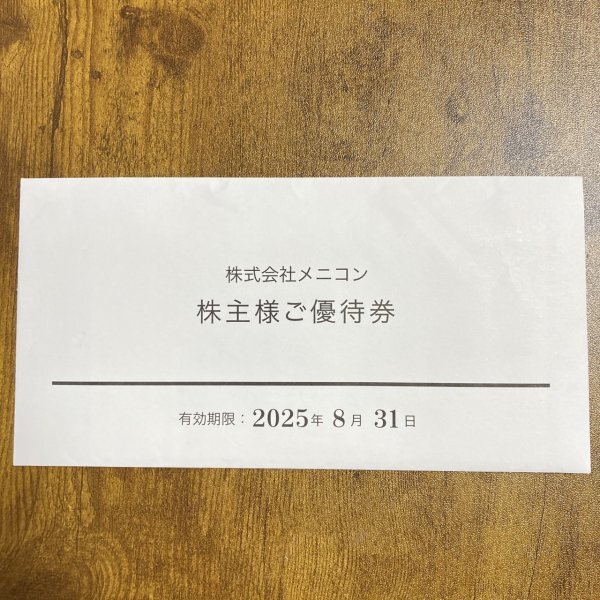 株式会社メニコン
株主様ご優待券
有効期限：2025年 8月 31日